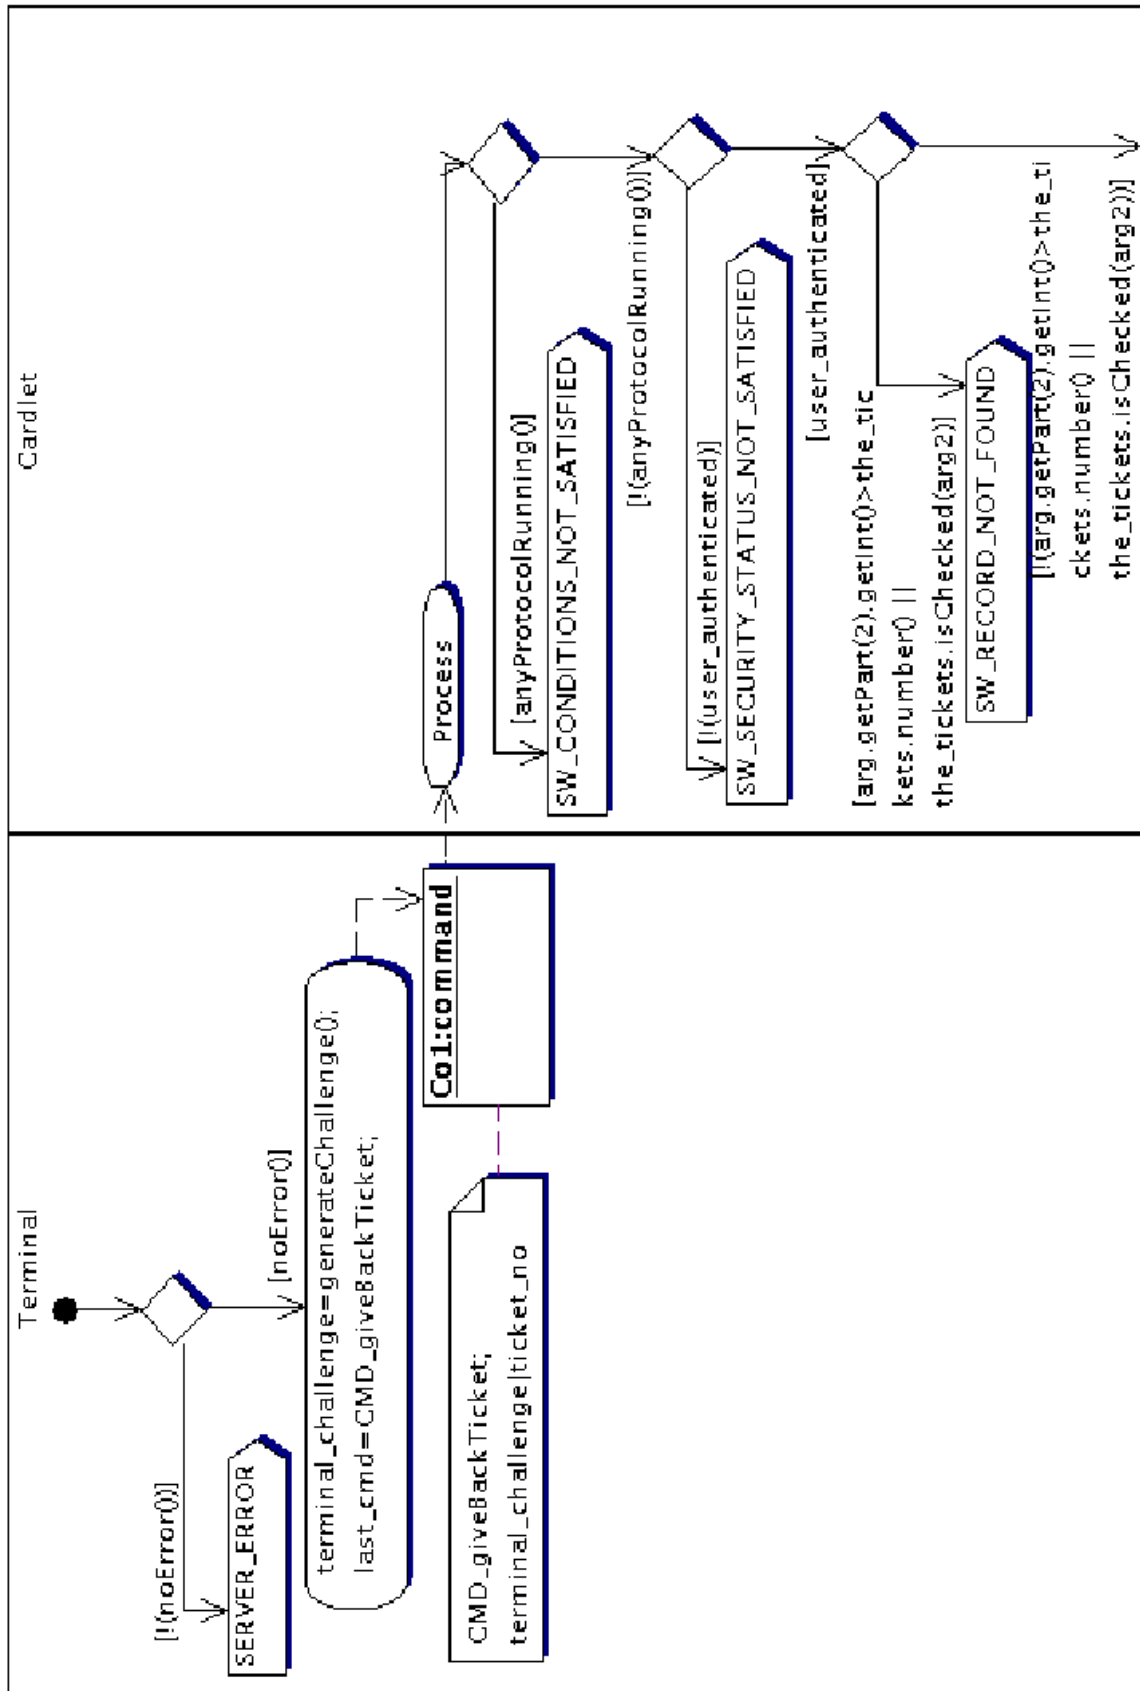 Terminal
[!(noError())]
SERVER_ERROR
[noError()]
terminal_challenge=generateChallenge();
last_cmd=CMD_giveBackTicket;
Co1:command
CMD_giveBackTicket;
terminal_challenge|ticket_no
Cardlet
Process
[anyProtocolRunning()]
SW_CONDITIONS_NOT_SATISFIED
[!(anyProtocolRunning())]
[!(user_authenticated)]
SW_SECURITY_STATUS_NOT_SATISFIED
[user_authenticated]
[arg.getPart(2).getInt()>the_tic
kets.number() ||
the_tickets.isChecked(arg2)]
SW_RECORD_NOT_FOUND
[!(arg.getPart(2).getInt()>the_ti
ckets.number() ||
the_tickets.isChecked(arg2))]